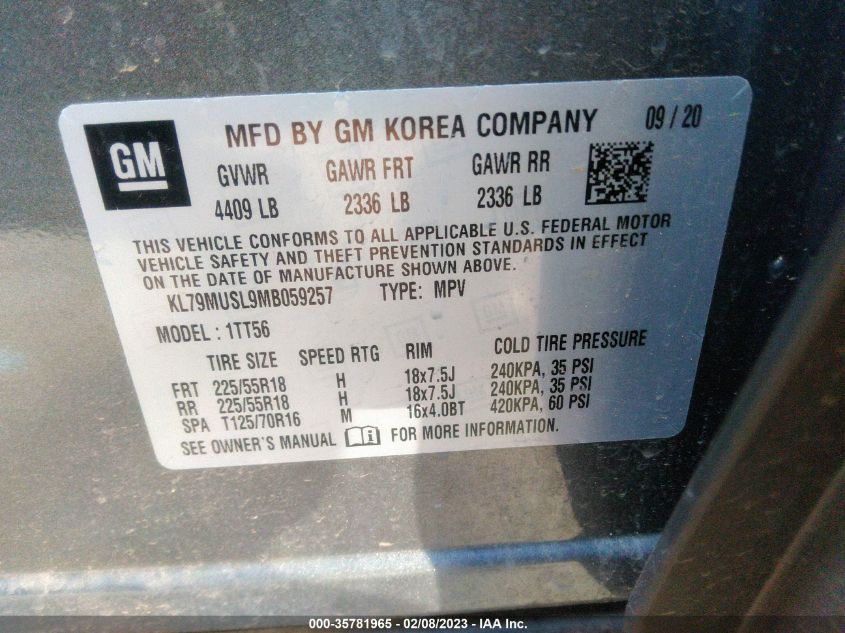 GM
MFD BY GM KOREA COMPANY 09 / 20
GVWR GAWR FRT GAWR RR
4409 LB 2336 LB 2336 LB
THIS VEHICLE CONFORMS TO ALL APPLICABLE U.S. FEDERAL MOTOR
VEHICLE SAFETY AND THEFT PREVENTION STANDARDS IN EFFECT
ON THE DATE OF MANUFACTURE SHOWN ABOVE.
KL79MUSL9MB059257 TYPE: MPV
MODEL : 1TT56
TIRE SIZE SPEED RTG RIM COLD TIRE PRESSURE
FRT 225/55R18 H 18x7.5J 240KPA, 35 PSI
RR 225/55R18 H 18x7.5J 240KPA, 35 PSI
SPA T125/70R16 M 16x4.0BT 420KPA, 60 PSI
SEE OWNER'S MANUAL FOR MORE INFORMATION.
000-35781965 - 02/08/2023 - © IAA Inc.